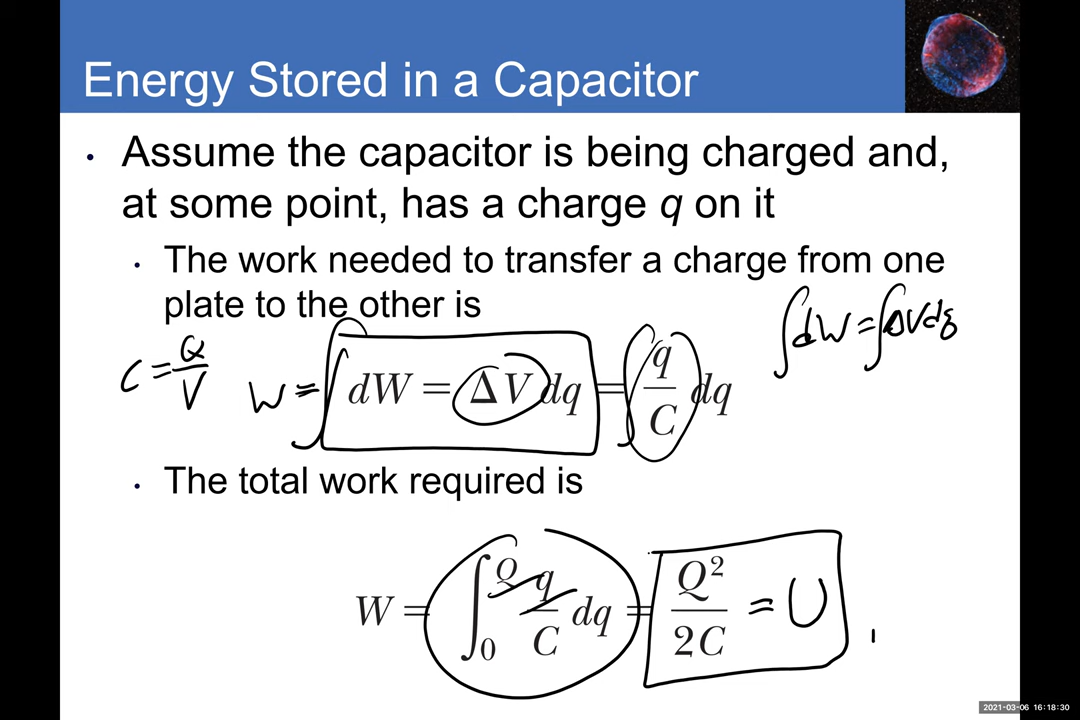 Energy Stored in a Capacitor
• Assume the capacitor is being charged and,
at some point, has a charge q on it
• The work needed to transfer a charge from one
plate to the other is
∫dW = ∫ΔVdq
C = Q/V
W = ∫ dW = ΔV dq = ∫ q/C dq
• The total work required is
W = ∫₀^Q q/C dq = Q²/2C = U
2021-03-06 16:18:30